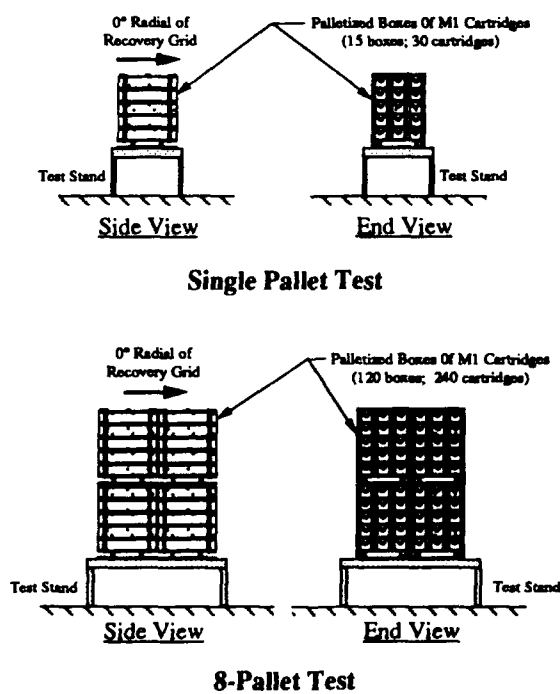 0° Radial of
Recovery Grid
Palletized Boxes Of M1 Cartridges
(15 boxes; 30 cartridges)
Test Stand
Test Stand
Side View
End View
Single Pallet Test
0° Radial of
Recovery Grid
Palletized Boxes Of M1 Cartridges
(120 boxes; 240 cartridges)
Test Stand
Test Stand
Side View
End View
8-Pallet Test